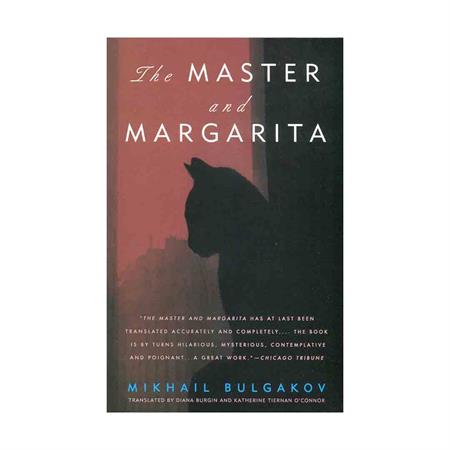 The MASTER
and
MARGARITA
"THE MASTER AND MARGARITA HAS AT LAST BEEN
TRANSLATED ACCURATELY AND COMPLETELY.... THE BOOK
IS BY TURNS HILARIOUS, MYSTERIOUS, CONTEMPLATIVE
AND POIGNANT...A GREAT WORK."—CHICAGO TRIBUNE
MIKHAIL BULGAKOV
TRANSLATED BY DIANA BURGIN AND KATHERINE TIERNAN O'CONNOR